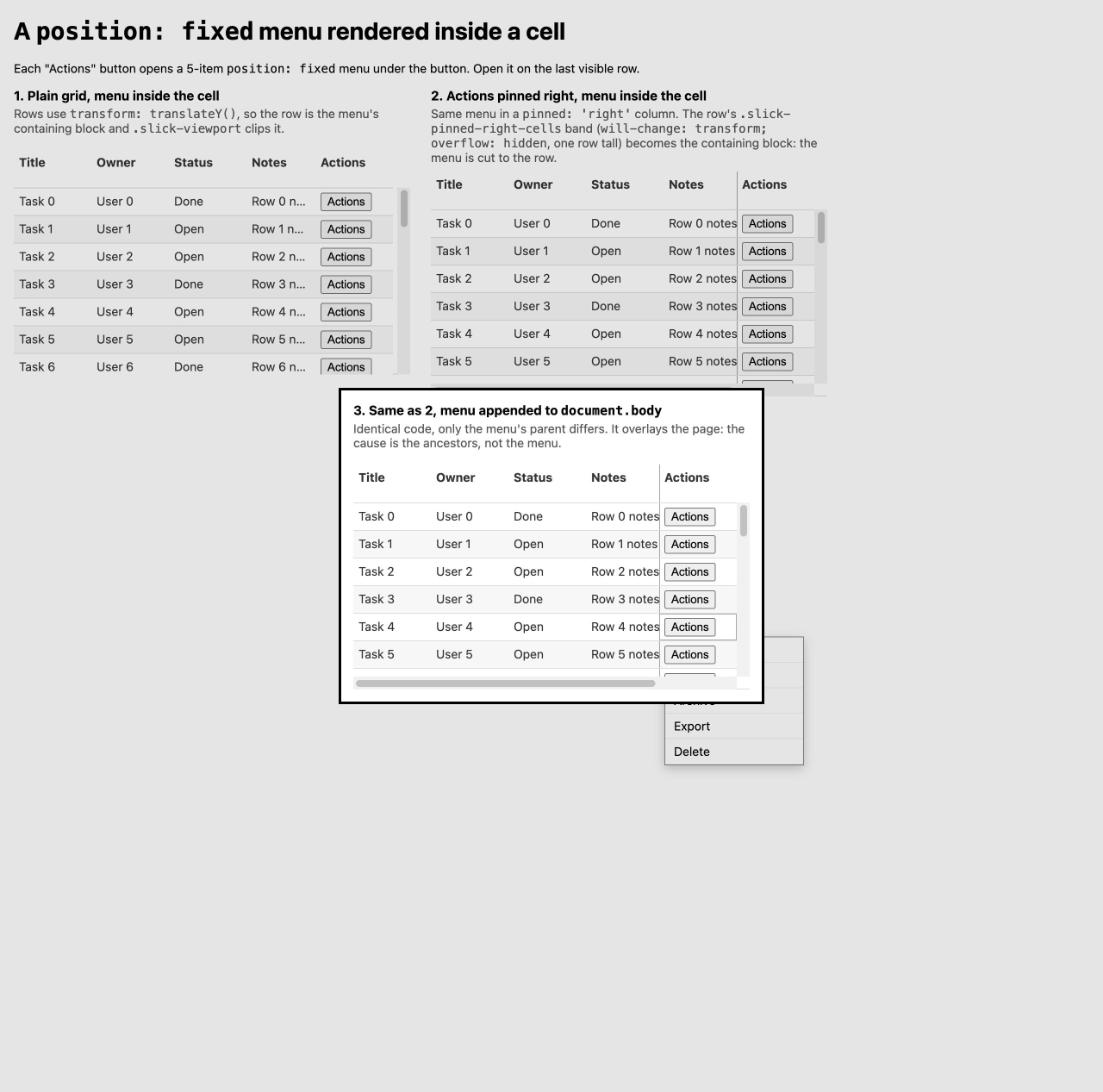 A position: fixed menu rendered inside a cell
Each "Actions" button opens a 5-item position: fixed menu under the button. Open it on the last visible row.
1. Plain grid, menu inside the cell
Rows use transform: translateY(), so the row is the menu's
containing block and .slick-viewport clips it.
Title Owner Status Notes Actions
Task 0 User 0 Done Row 0 n... Actions
Task 1 User 1 Open Row 1 n... Actions
Task 2 User 2 Open Row 2 n... Actions
Task 3 User 3 Done Row 3 n... Actions
Task 4 User 4 Open Row 4 n... Actions
Task 5 User 5 Open Row 5 n... Actions
Task 6 User 6 Done Row 6 n... Actions
2. Actions pinned right, menu inside the cell
Same menu in a pinned: 'right' column. The row's .slick-
pinned-right-cells band (will-change: transform;
overflow: hidden, one row tall) becomes the containing block: the
menu is cut to the row.
Title Owner Status Notes Actions
Task 0 User 0 Done Row 0 notes Actions
Task 1 User 1 Open Row 1 notes Actions
Task 2 User 2 Open Row 2 notes Actions
Task 3 User 3 Done Row 3 notes Actions
Task 4 User 4 Open Row 4 notes Actions
Task 5 User 5 Open Row 5 notes Actions
3. Same as 2, menu appended to document.body
Identical code, only the menu's parent differs. It overlays the page: the
cause is the ancestors, not the menu.
Title Owner Status Notes Actions
Task 0 User 0 Done Row 0 notes Actions
Task 1 User 1 Open Row 1 notes Actions
Task 2 User 2 Open Row 2 notes Actions
Task 3 User 3 Done Row 3 notes Actions
Task 4 User 4 Open Row 4 notes Actions
Task 5 User 5 Open Row 5 notes Actions
Export
Delete